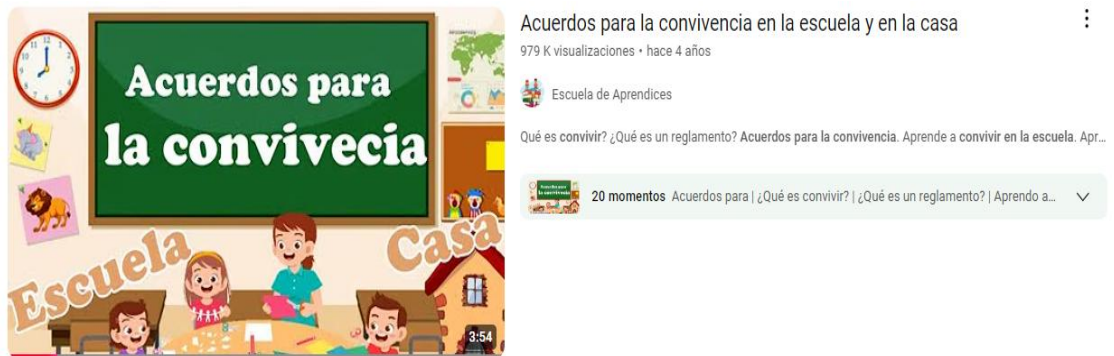 Acuerdos para
la convivecia
Escuela
Casa
3:54
Acuerdos para la convivencia en la escuela y en la casa
979 K visualizaciones • hace 4 años
Escuela de Aprendices
Qué es convivir? ¿Qué es un reglamento? Acuerdos para la convivencia. Aprende a convivir en la escuela. Apr...
20 momentos Acuerdos para | ¿Qué es convivir? | ¿Qué es un reglamento? | Aprendo a...